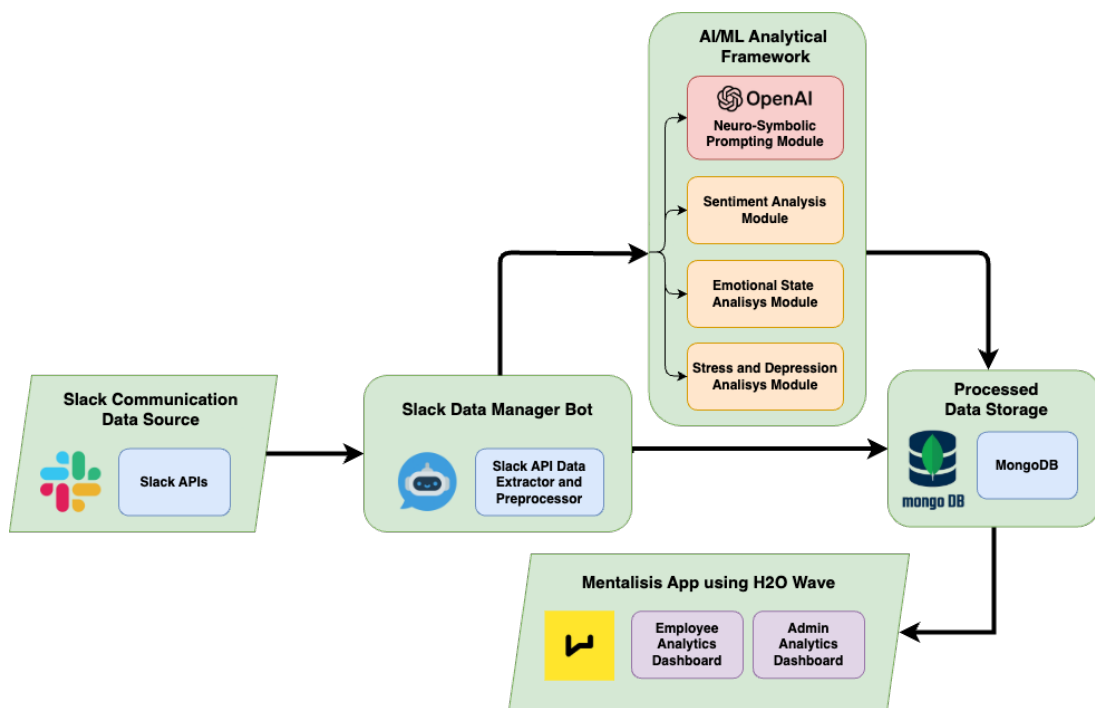 AI/ML Analytical
Framework
OpenAI
Neuro-Symbolic
Prompting Module
Sentiment Analysis
Module
Emotional State
Analisys Module
Stress and Depression
Analisys Module
Slack Communication
Data Source
Slack APIs
Slack Data Manager Bot
Slack API Data
Extractor and
Preprocessor
Processed
Data Storage
mongo DB
MongoDB
Mentalisis App using H2O Wave
Employee
Analytics
Dashboard
Admin
Analytics
Dashboard